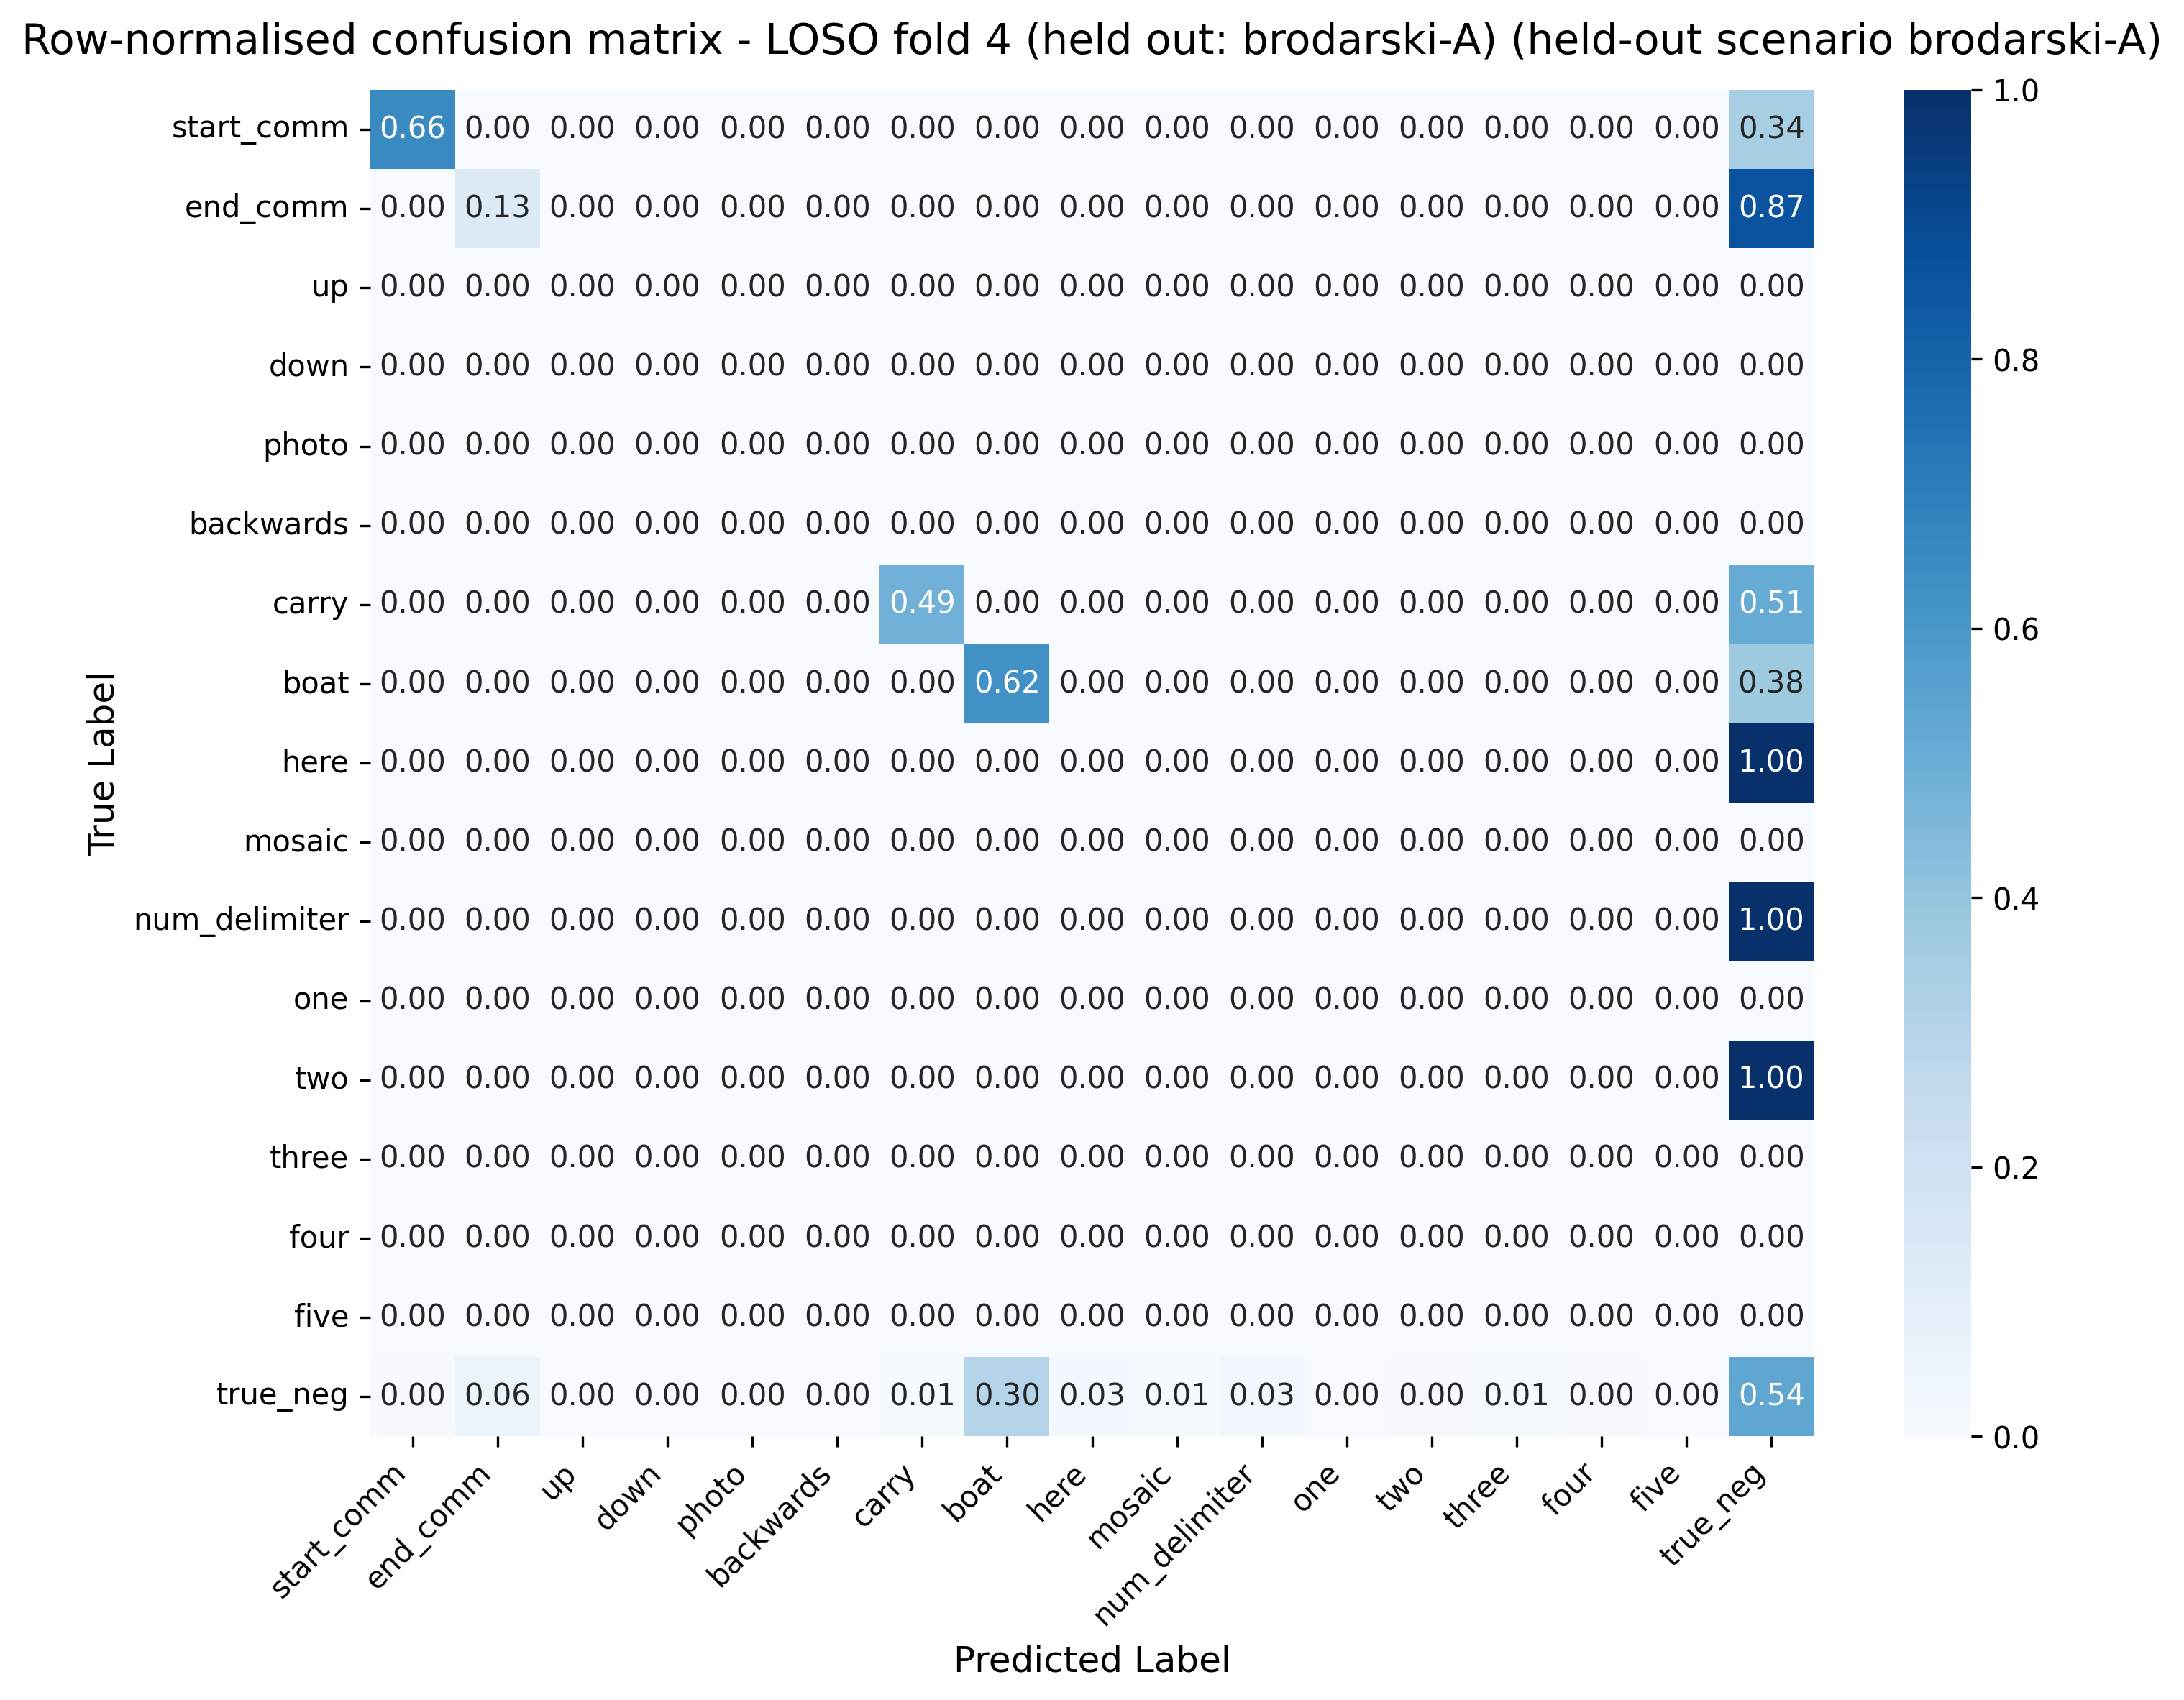 Row-normalised confusion matrix - LOSO fold 4 (held out: brodarski-A) (held-out scenario brodarski-A)
start_comm 0.66 0.00 0.00 0.00 0.00 0.00 0.00 0.00 0.00 0.00 0.00 0.00 0.00 0.00 0.00 0.00 0.34
end_comm 0.00 0.13 0.00 0.00 0.00 0.00 0.00 0.00 0.00 0.00 0.00 0.00 0.00 0.00 0.00 0.00 0.87
up 0.00 0.00 0.00 0.00 0.00 0.00 0.00 0.00 0.00 0.00 0.00 0.00 0.00 0.00 0.00 0.00 0.00
down 0.00 0.00 0.00 0.00 0.00 0.00 0.00 0.00 0.00 0.00 0.00 0.00 0.00 0.00 0.00 0.00 0.00
photo 0.00 0.00 0.00 0.00 0.00 0.00 0.00 0.00 0.00 0.00 0.00 0.00 0.00 0.00 0.00 0.00 0.00
backwards 0.00 0.00 0.00 0.00 0.00 0.00 0.00 0.00 0.00 0.00 0.00 0.00 0.00 0.00 0.00 0.00 0.00
carry 0.00 0.00 0.00 0.00 0.00 0.00 0.49 0.00 0.00 0.00 0.00 0.00 0.00 0.00 0.00 0.00 0.51
boat 0.00 0.00 0.00 0.00 0.00 0.00 0.00 0.62 0.00 0.00 0.00 0.00 0.00 0.00 0.00 0.00 0.38
here 0.00 0.00 0.00 0.00 0.00 0.00 0.00 0.00 0.00 0.00 0.00 0.00 0.00 0.00 0.00 0.00 1.00
mosaic 0.00 0.00 0.00 0.00 0.00 0.00 0.00 0.00 0.00 0.00 0.00 0.00 0.00 0.00 0.00 0.00 0.00
num_delimiter 0.00 0.00 0.00 0.00 0.00 0.00 0.00 0.00 0.00 0.00 0.00 0.00 0.00 0.00 0.00 0.00 1.00
one 0.00 0.00 0.00 0.00 0.00 0.00 0.00 0.00 0.00 0.00 0.00 0.00 0.00 0.00 0.00 0.00 0.00
two 0.00 0.00 0.00 0.00 0.00 0.00 0.00 0.00 0.00 0.00 0.00 0.00 0.00 0.00 0.00 0.00 1.00
three 0.00 0.00 0.00 0.00 0.00 0.00 0.00 0.00 0.00 0.00 0.00 0.00 0.00 0.00 0.00 0.00 0.00
four 0.00 0.00 0.00 0.00 0.00 0.00 0.00 0.00 0.00 0.00 0.00 0.00 0.00 0.00 0.00 0.00 0.00
five 0.00 0.00 0.00 0.00 0.00 0.00 0.00 0.00 0.00 0.00 0.00 0.00 0.00 0.00 0.00 0.00 0.00
true_neg 0.00 0.06 0.00 0.00 0.00 0.00 0.01 0.30 0.03 0.01 0.03 0.00 0.00 0.01 0.00 0.00 0.54
start_comm end_comm up down photo backwards carry boat here mosaic num_delimiter one two three four five true_neg
Predicted Label
True Label
1.0
0.8
0.6
0.4
0.2
0.0